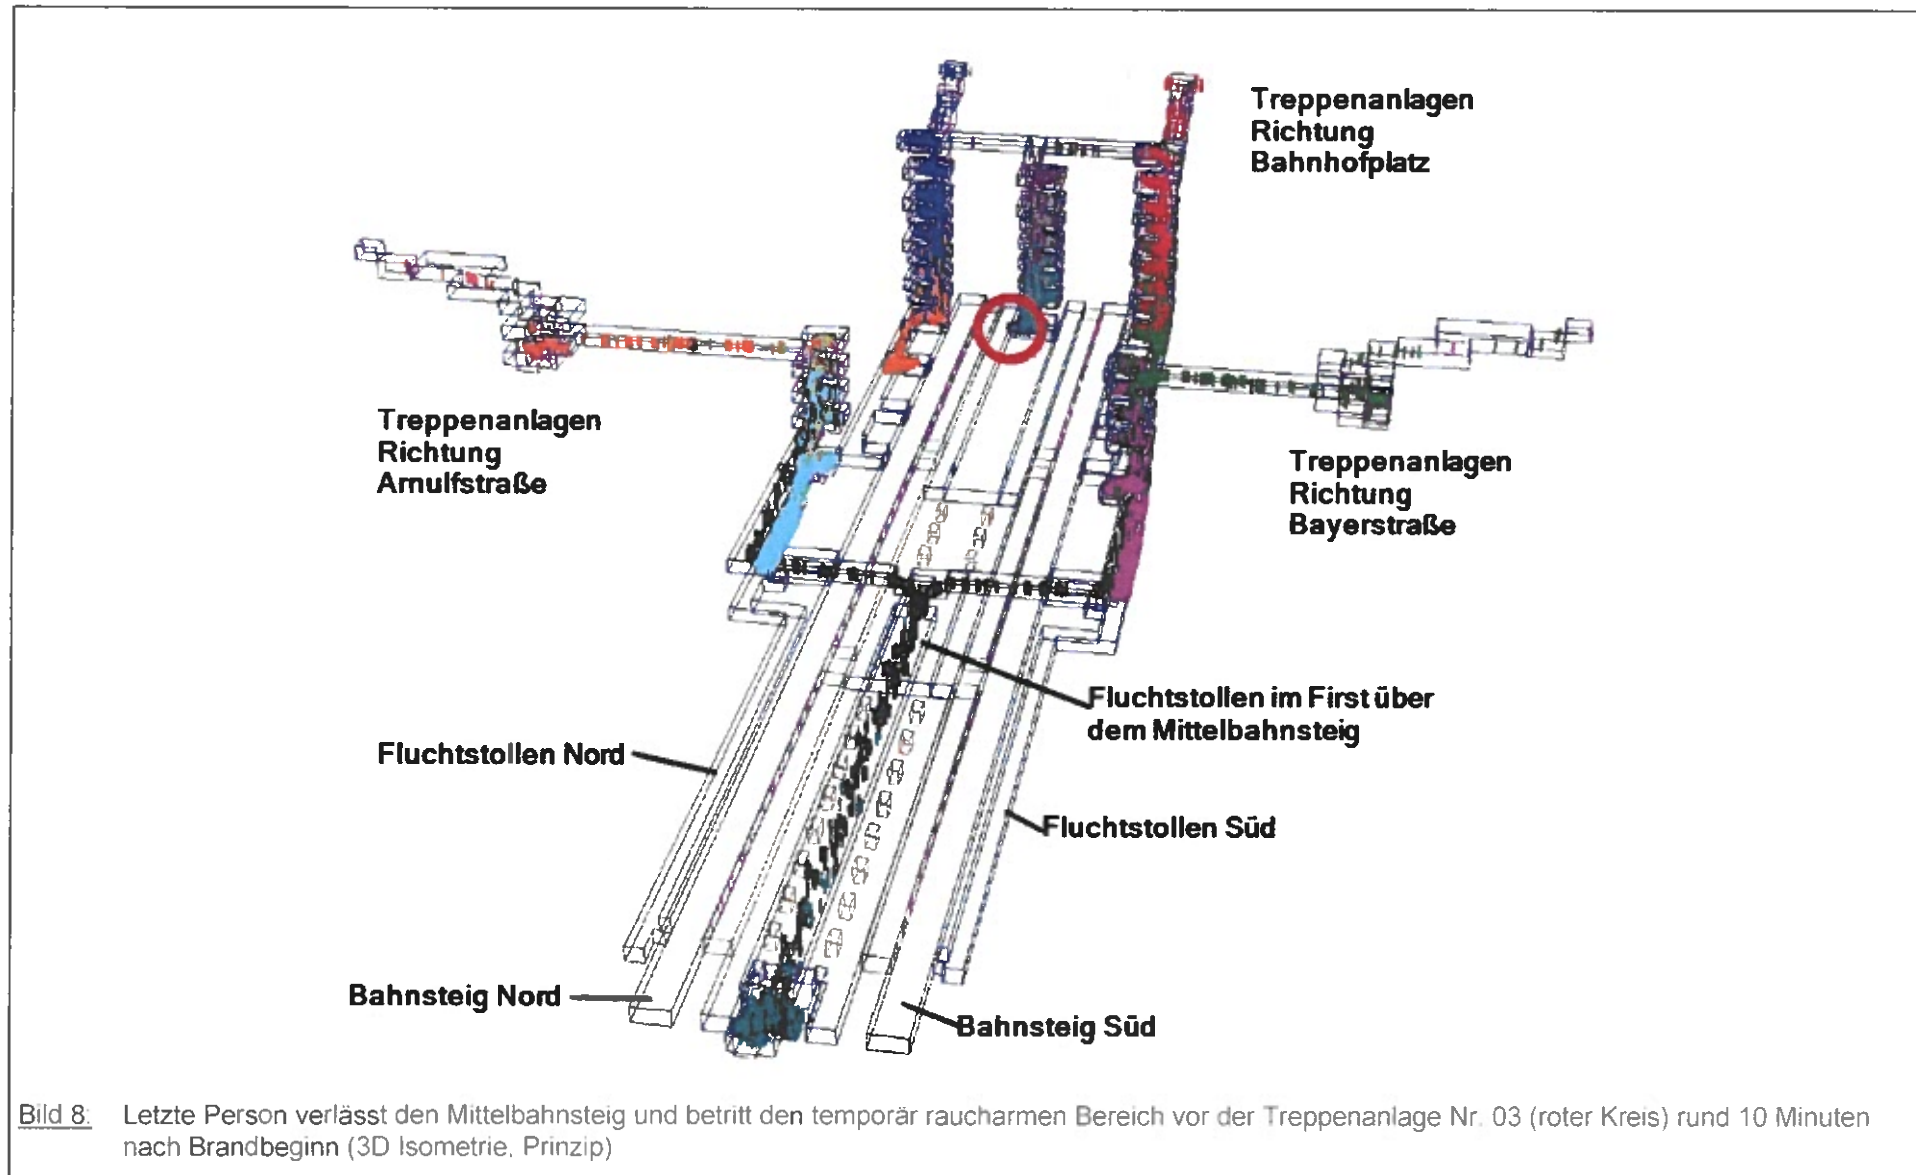 Treppenanlagen
Richtung
Bahnhofplatz
Treppenanlagen
Richtung
Arnulfstraße
Treppenanlagen
Richtung
Bayerstraße
Fluchtstollen im First über
dem Mittelbahnsteig
Fluchtstollen Nord
Fluchtstollen Süd
Bahnsteig Nord
Bahnsteig Süd
Bild 8: Letzte Person verlässt den Mittelbahnsteig und betritt den temporär raucharmen Bereich vor der Treppenanlage Nr. 03 (roter Kreis) rund 10 Minuten
nach Brandbeginn (3D Isometrie, Prinzip)